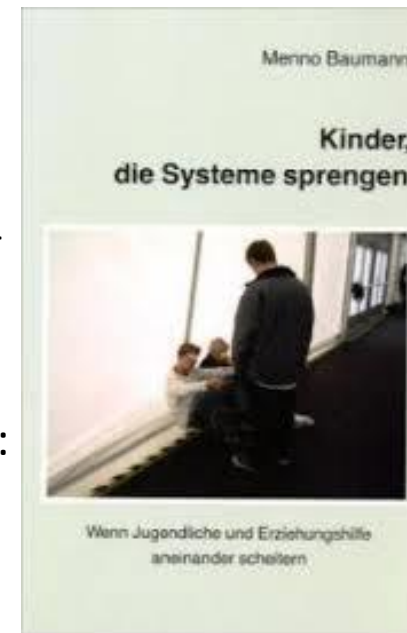 Menno Baumann
Kinder,
die Systeme sprengen
:
Wenn Jugendliche und Erziehungshilfe
aneinander scheitern